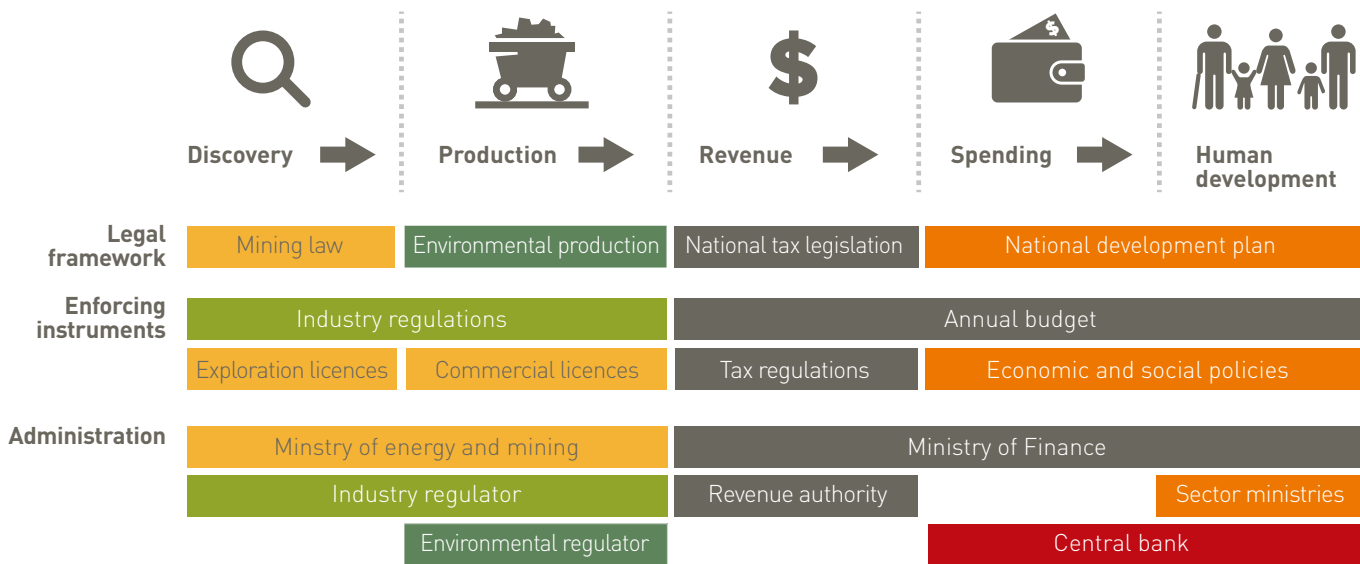 $
$
Discovery
Production
Revenue
Spending
Human
development
Legal
framework
Mining law
Environmental production
National tax legislation
National development plan
Enforcing
instruments
Industry regulations
Annual budget
Exploration licences
Commercial licences
Tax regulations
Economic and social policies
Administration
Minstry of energy and mining
Ministry of Finance
Industry regulator
Revenue authority
Sector ministries
Environmental regulator
Central bank